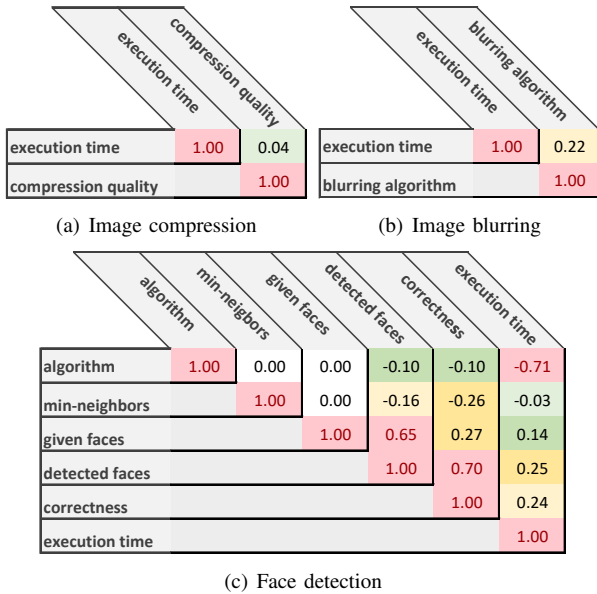 execution time
compression quality
execution time 1.00 0.04
compression quality 1.00
(a) Image compression
execution time
blurring algorithm
execution time 1.00 0.22
blurring algorithm 1.00
(b) Image blurring
algorithm
min-neigbors
given faces
detected faces
correctness
execution time
algorithm 1.00 0.00 0.00 -0.10 -0.10 -0.71
min-neighbors 1.00 0.00 -0.16 -0.26 -0.03
given faces 1.00 0.65 0.27 0.14
detected faces 1.00 0.70 0.25
correctness 1.00 0.24
execution time 1.00
(c) Face detection